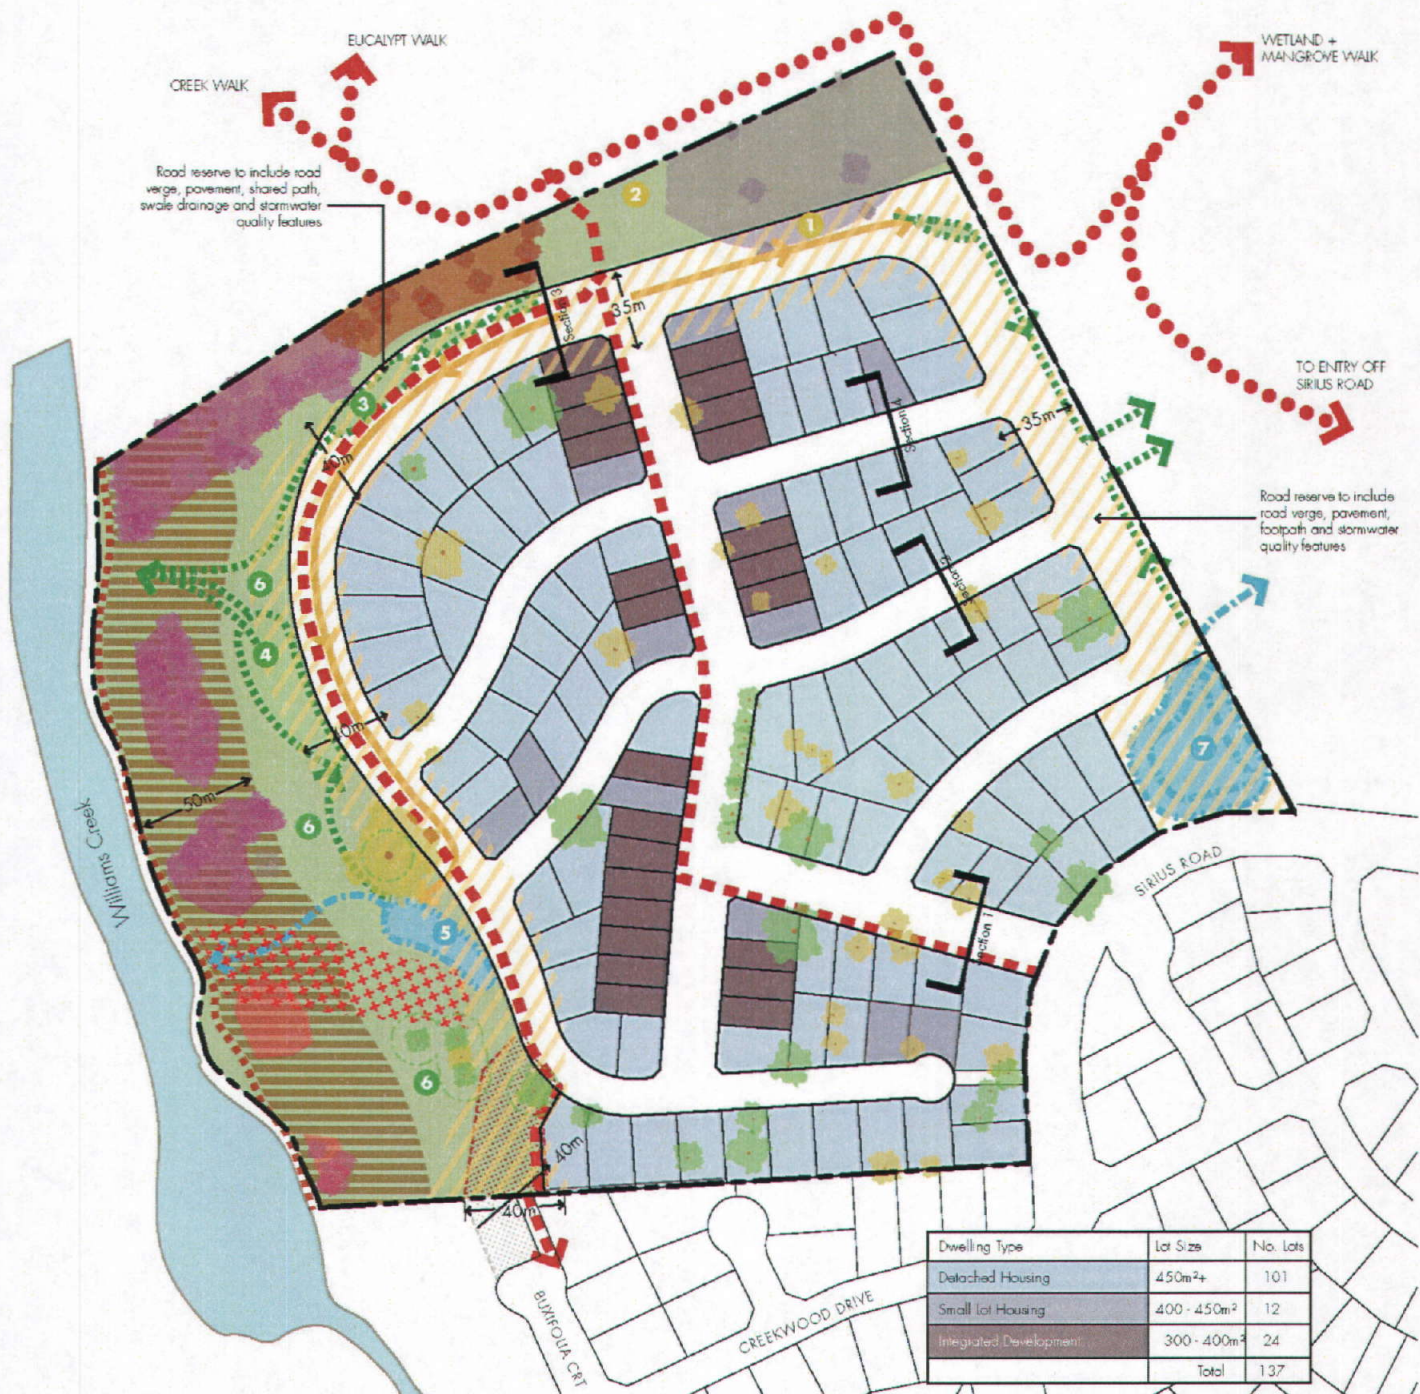 EUCALYPT WALK
CREEK WALK
WETLAND +
MANGROVE WALK
Road reserve to include road
verge, pavement, shared path,
swale drainage and stormwater
quality features
2
1
Section 3
35m
TO ENTRY OFF
SIRIUS ROAD
3
Section 4
35m
40m
Road reserve to include
road verge, pavement,
footpath and stormwater
quality features
Section 2
6
4
40m
7
50m
6
Williams Creek
SIRIUS ROAD
5
Section 1
6
40m
40m
BUXIFOLIA CRT
CREEKWOOD DRIVE
Dwelling Type Lot Size No. Lots
Detached Housing 450m²+ 101
Small Lot Housing 400 - 450m² 12
Integrated Development 300 - 400m² 24
Total 137